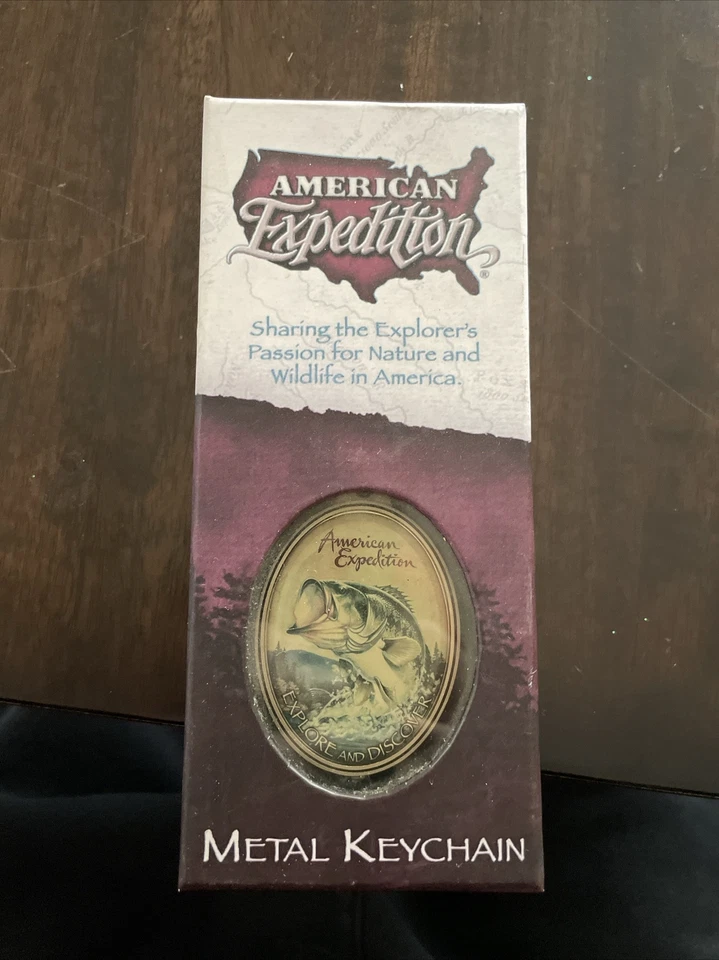 AMERICAN
Expedition
®
Sharing the Explorer's
Passion for Nature and
Wildlife in America.
American
Expedition
EXPLORE AND DISCOVER
METAL KEYCHAIN